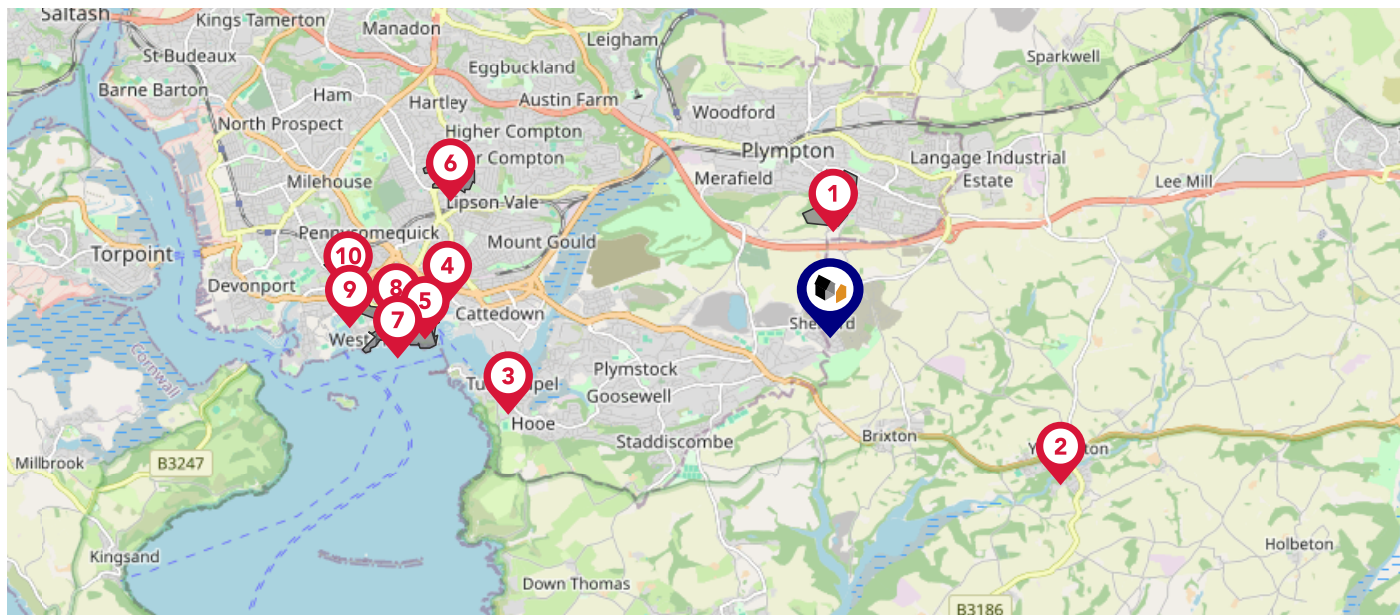 Saltash
Kings Tamerton
Manadon
Leigham
St Budeaux
Eggbuckland
Sparkwell
Barne Barton
Ham
Hartley
Austin Farm
Woodford
North Prospect
Higher Compton
Plympton
6
r Compton
Langage Industrial
Estate
Milehouse
Merafield
Lee Mill
1
Lipson Vale
Pennycomequick
Mount Gould
Torpoint
10
4
Devonport
9
8
5
Cattedown
7
Cornwall
West
Plymstock
3
Goosewell
Hooe
Staddiscombe
Brixton
2
Millbrook
B3247
Kingsand
Holbeton
Down Thomas
B3186